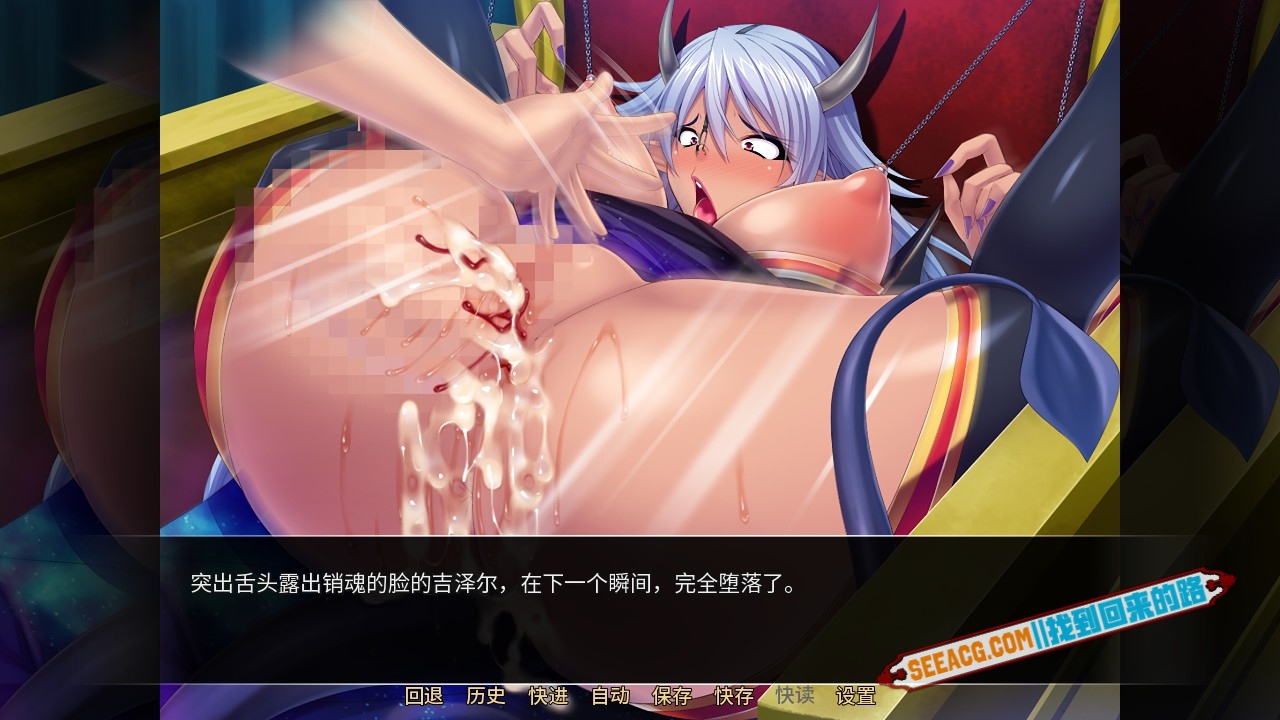 突出舌头露出销魂的脸的吉泽尔，在下一个瞬间，完全堕落了。
SEEACG.COM||找到回来的路
回退 历史 快进 自动 保存 快存 快读 设置